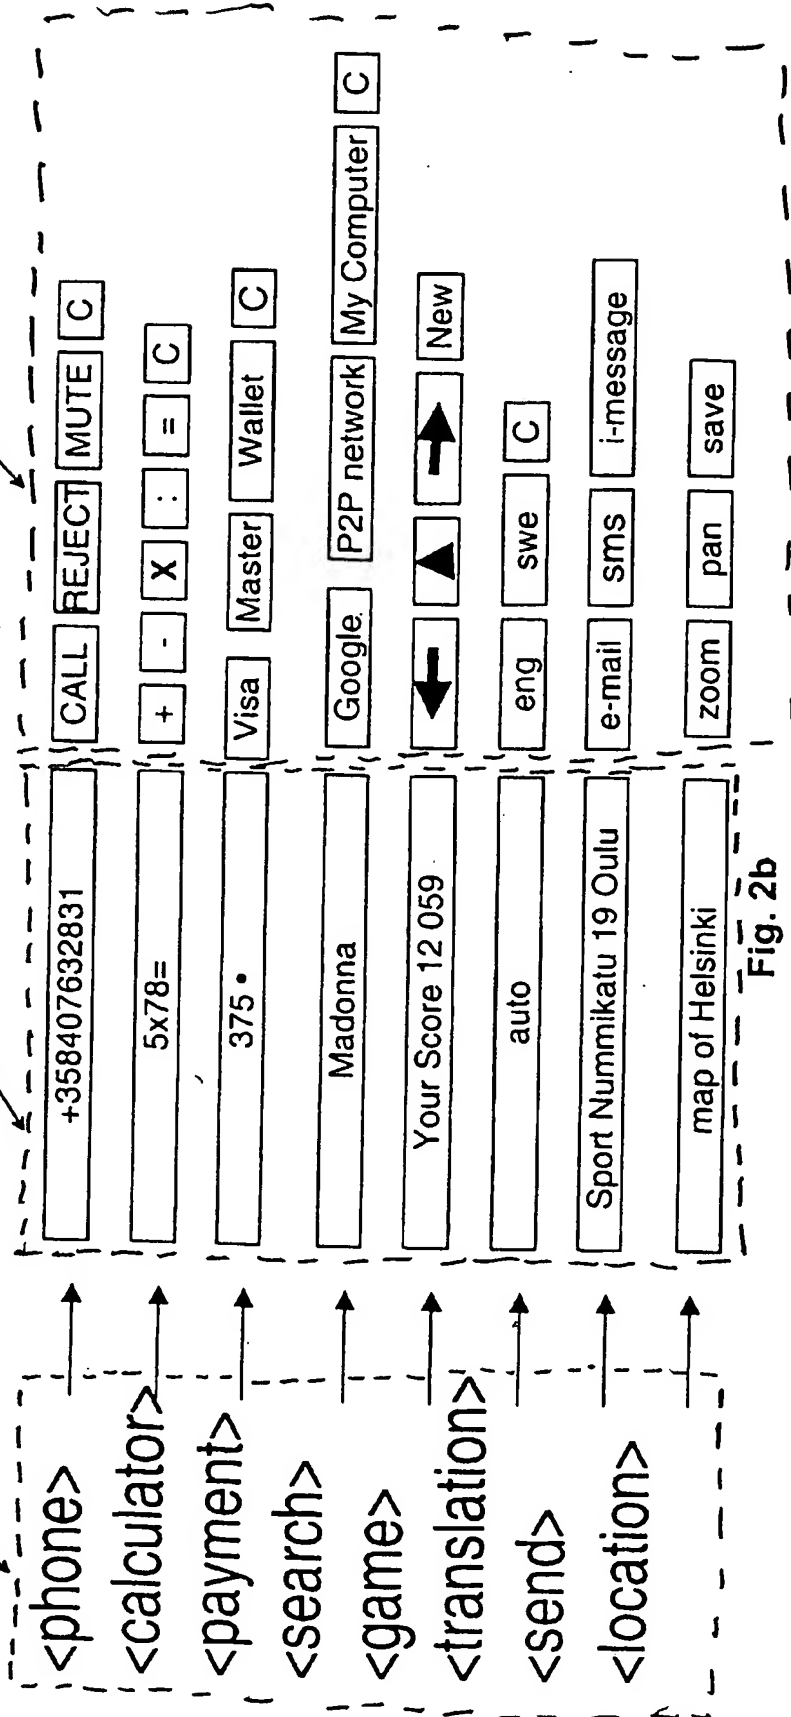 <phone> +358407632831 CALL REJECT MUTE C
<calculator> 5x78= + - X : = C
<payment> 375• Visa Master Wallet C
<search> Madonna Google. P2P network My Computer C
<game> Your Score 12 059 New
<translation> auto eng swe C
<send> Sport Nummikatu 19 Oulu e-mail sms i-message
<location> map of Helsinki zoom pan save
Fig. 2b